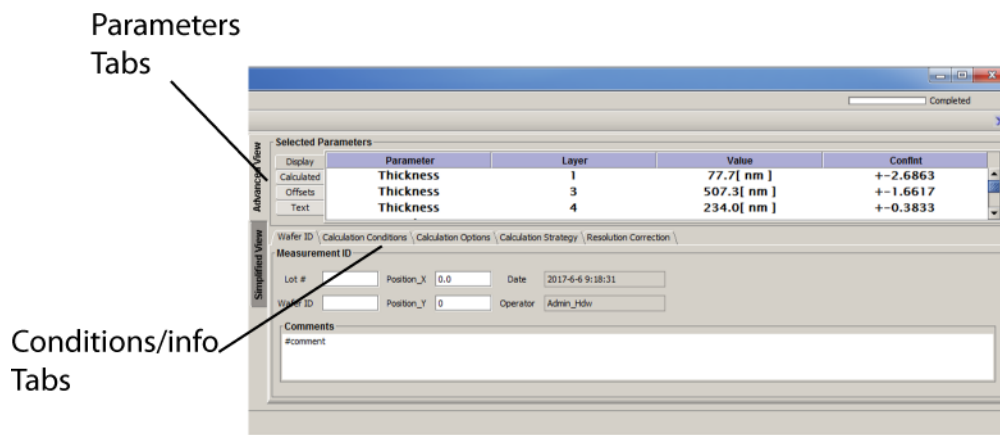 Parameters
Tabs
Completed
Advanced View
Selected Parameters
Display Parameter Layer Value ConfInt
Calculated Thickness 1 77.7[ nm ] +-2.6863
Offsets Thickness 3 507.3[ nm ] +-1.6617
Text Thickness 4 234.0[ nm ] +-0.3833
Simplified View
Wafer ID \ Calculation Conditions \ Calculation Options \ Calculation Strategy \ Resolution Correction \
Measurement ID
Lot # Position_X 0.0 Date 2017-6-6 9:18:31
Wafer ID Position_Y 0 Operator Admin_Hdw
Comments
#comment
Conditions/info
Tabs